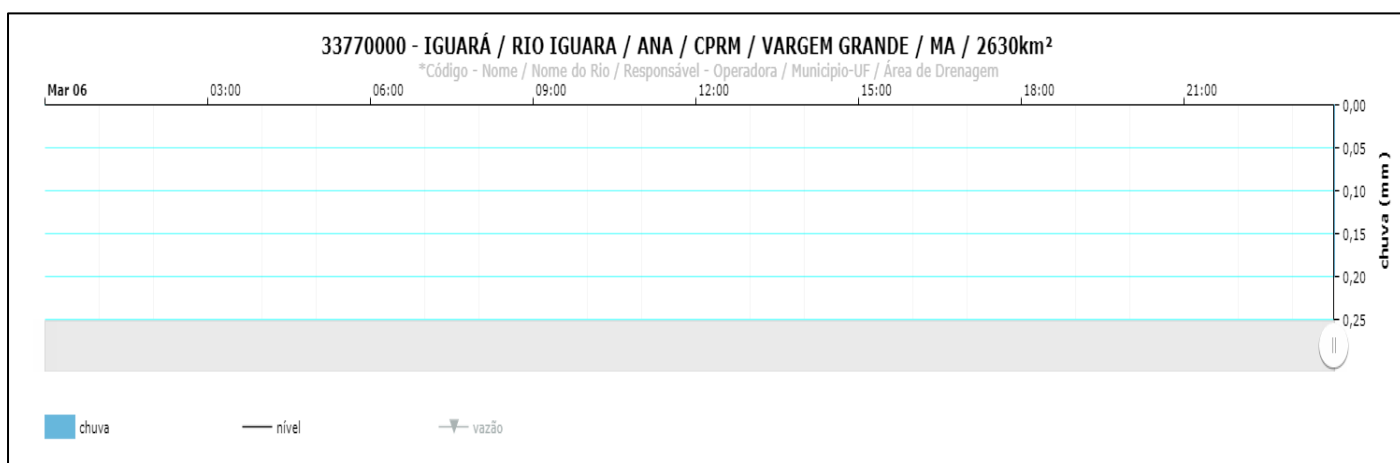 33770000 - IGUARÁ / RIO IGUARA / ANA / CPRM / VARGEM GRANDE / MA / 2630km²
*Código - Nome / Nome do Rio / Responsável - Operadora / Municipio-UF / Área de Drenagem
Mar 06 03:00 06:00 09:00 12:00 15:00 18:00 21:00
0,00
0,05
0,10
0,15
0,20
0,25
chuva (mm)
chuva nível vazão